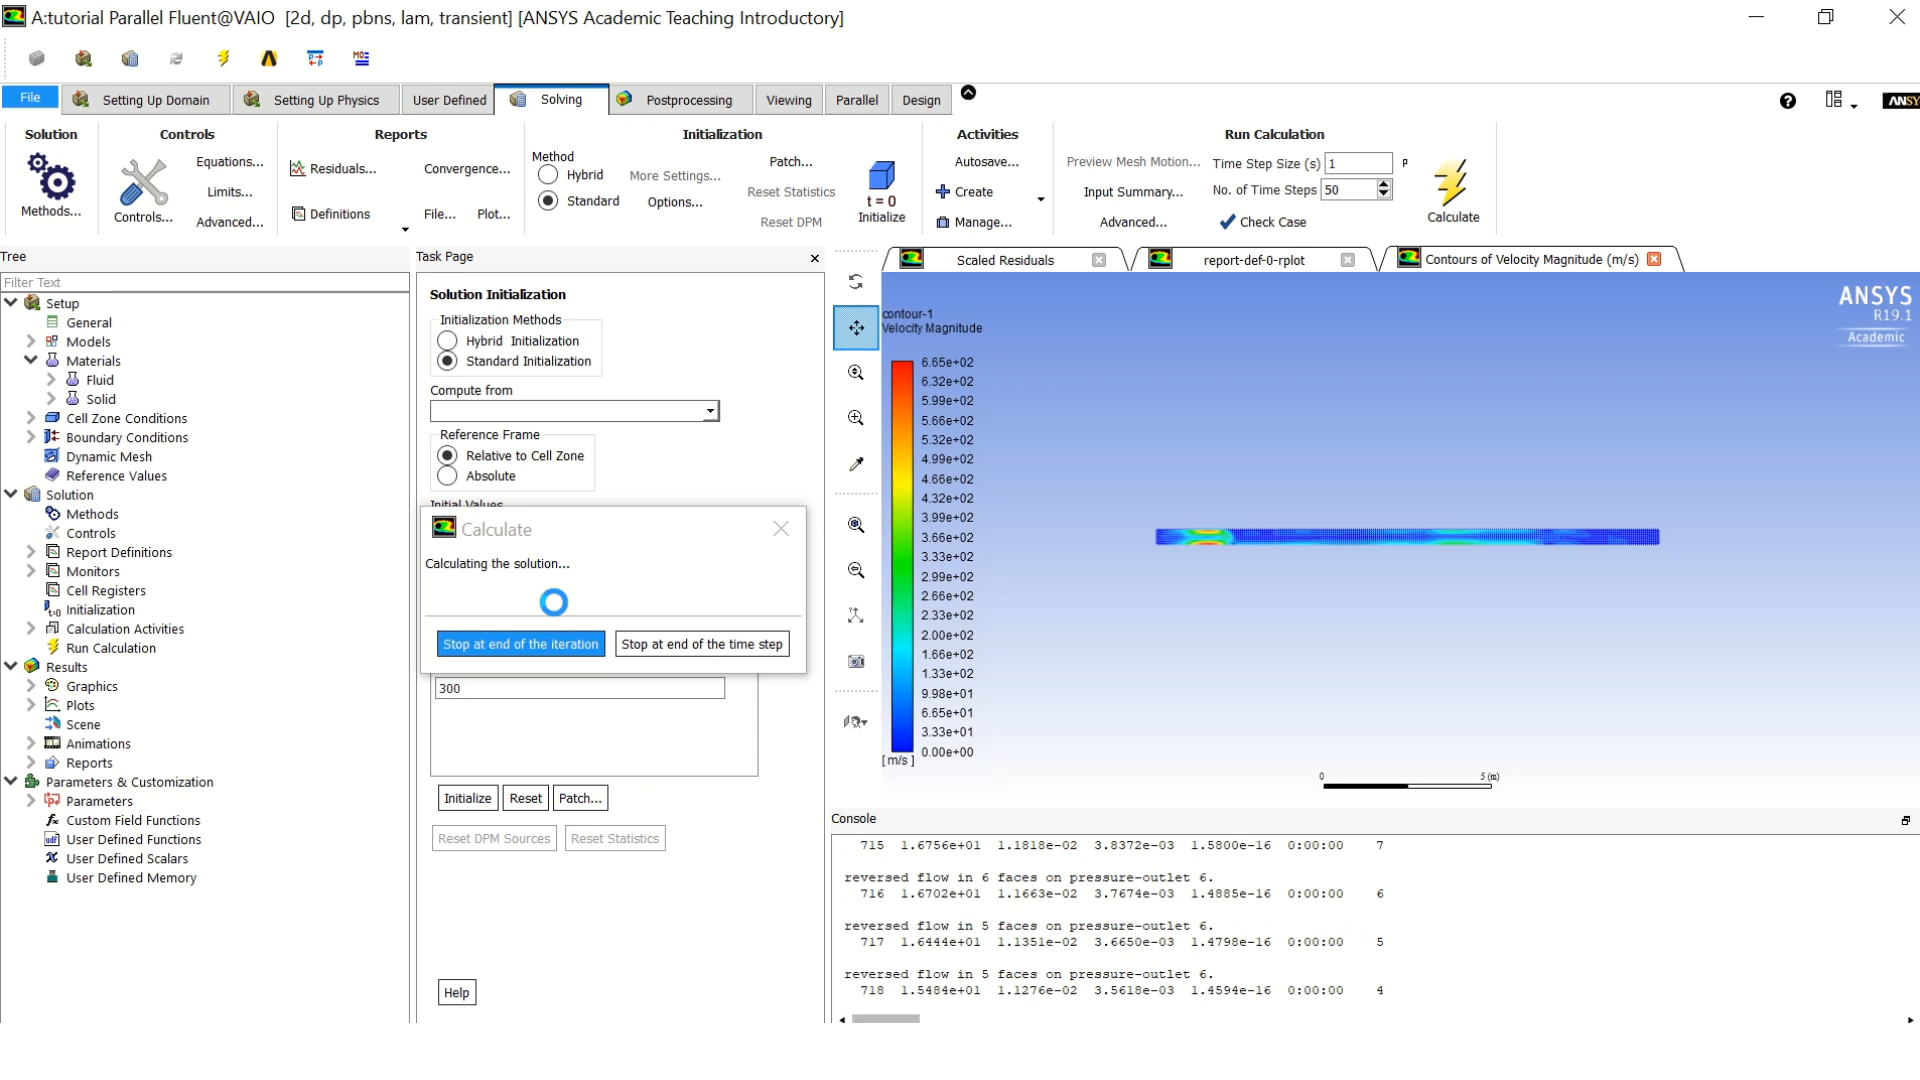 A:tutorial Parallel Fluent@VAIO [2d, dp, pbns, lam, transient] [ANSYS Academic Teaching Introductory]
File
Setting Up Domain
Setting Up Physics
User Defined
Solving
Postprocessing
Viewing
Parallel
Design
ANSY
Solution
Methods...
Controls
Controls...
Equations...
Limits...
Advanced...
Reports
Residuals...
Convergence...
Definitions
File...
Plot...
Initialization
Method
Hybrid
Standard
More Settings...
Options...
Patch...
Reset Statistics
Reset DPM
t = 0
Initialize
Activities
Autosave...
Create
Manage...
Run Calculation
Preview Mesh Motion...
Input Summary...
Advanced...
Time Step Size (s) 1 P
No. of Time Steps 50
Check Case
Calculate
Tree
Filter Text
Setup
General
Models
Materials
Fluid
Solid
Cell Zone Conditions
Boundary Conditions
Dynamic Mesh
Reference Values
Solution
Methods
Controls
Report Definitions
Monitors
Cell Registers
Initialization
Calculation Activities
Run Calculation
Results
Graphics
Plots
Scene
Animations
Reports
Parameters & Customization
Parameters
Custom Field Functions
User Defined Functions
User Defined Scalars
User Defined Memory
Task Page
Solution Initialization
Initialization Methods
Hybrid Initialization
Standard Initialization
Compute from
Reference Frame
Relative to Cell Zone
Absolute
Initial Values
Calculate
Calculating the solution...
Stop at end of the iteration
Stop at end of the time step
300
Initialize
Reset
Patch...
Reset DPM Sources
Reset Statistics
Help
Scaled Residuals
report-def-0-rplot
Contours of Velocity Magnitude (m/s)
contour-1
Velocity Magnitude
6.65e+02
6.32e+02
5.99e+02
5.66e+02
5.32e+02
4.99e+02
4.66e+02
4.32e+02
3.99e+02
3.66e+02
3.33e+02
2.99e+02
2.66e+02
2.33e+02
2.00e+02
1.66e+02
1.33e+02
9.98e+01
6.65e+01
3.33e+01
0.00e+00
[ m/s ]
ANSYS
R19.1
Academic
0 5 (m)
Console
715 1.6756e+01 1.1818e-02 3.8372e-03 1.5800e-16 0:00:00 7
reversed flow in 6 faces on pressure-outlet 6.
716 1.6702e+01 1.1663e-02 3.7674e-03 1.4885e-16 0:00:00 6
reversed flow in 5 faces on pressure-outlet 6.
717 1.6444e+01 1.1351e-02 3.6650e-03 1.4798e-16 0:00:00 5
reversed flow in 5 faces on pressure-outlet 6.
718 1.5484e+01 1.1276e-02 3.5618e-03 1.4594e-16 0:00:00 4